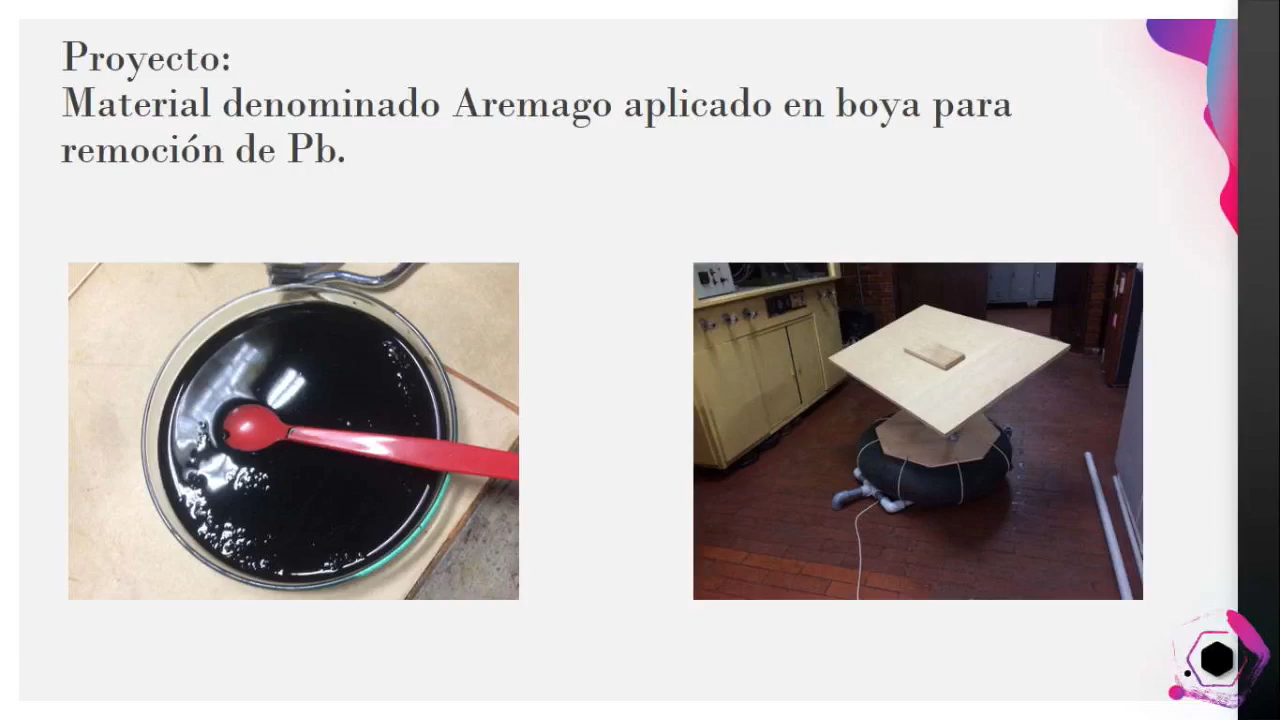 Proyecto:
Material denominado Aremago aplicado en boya para
remoción de Pb.